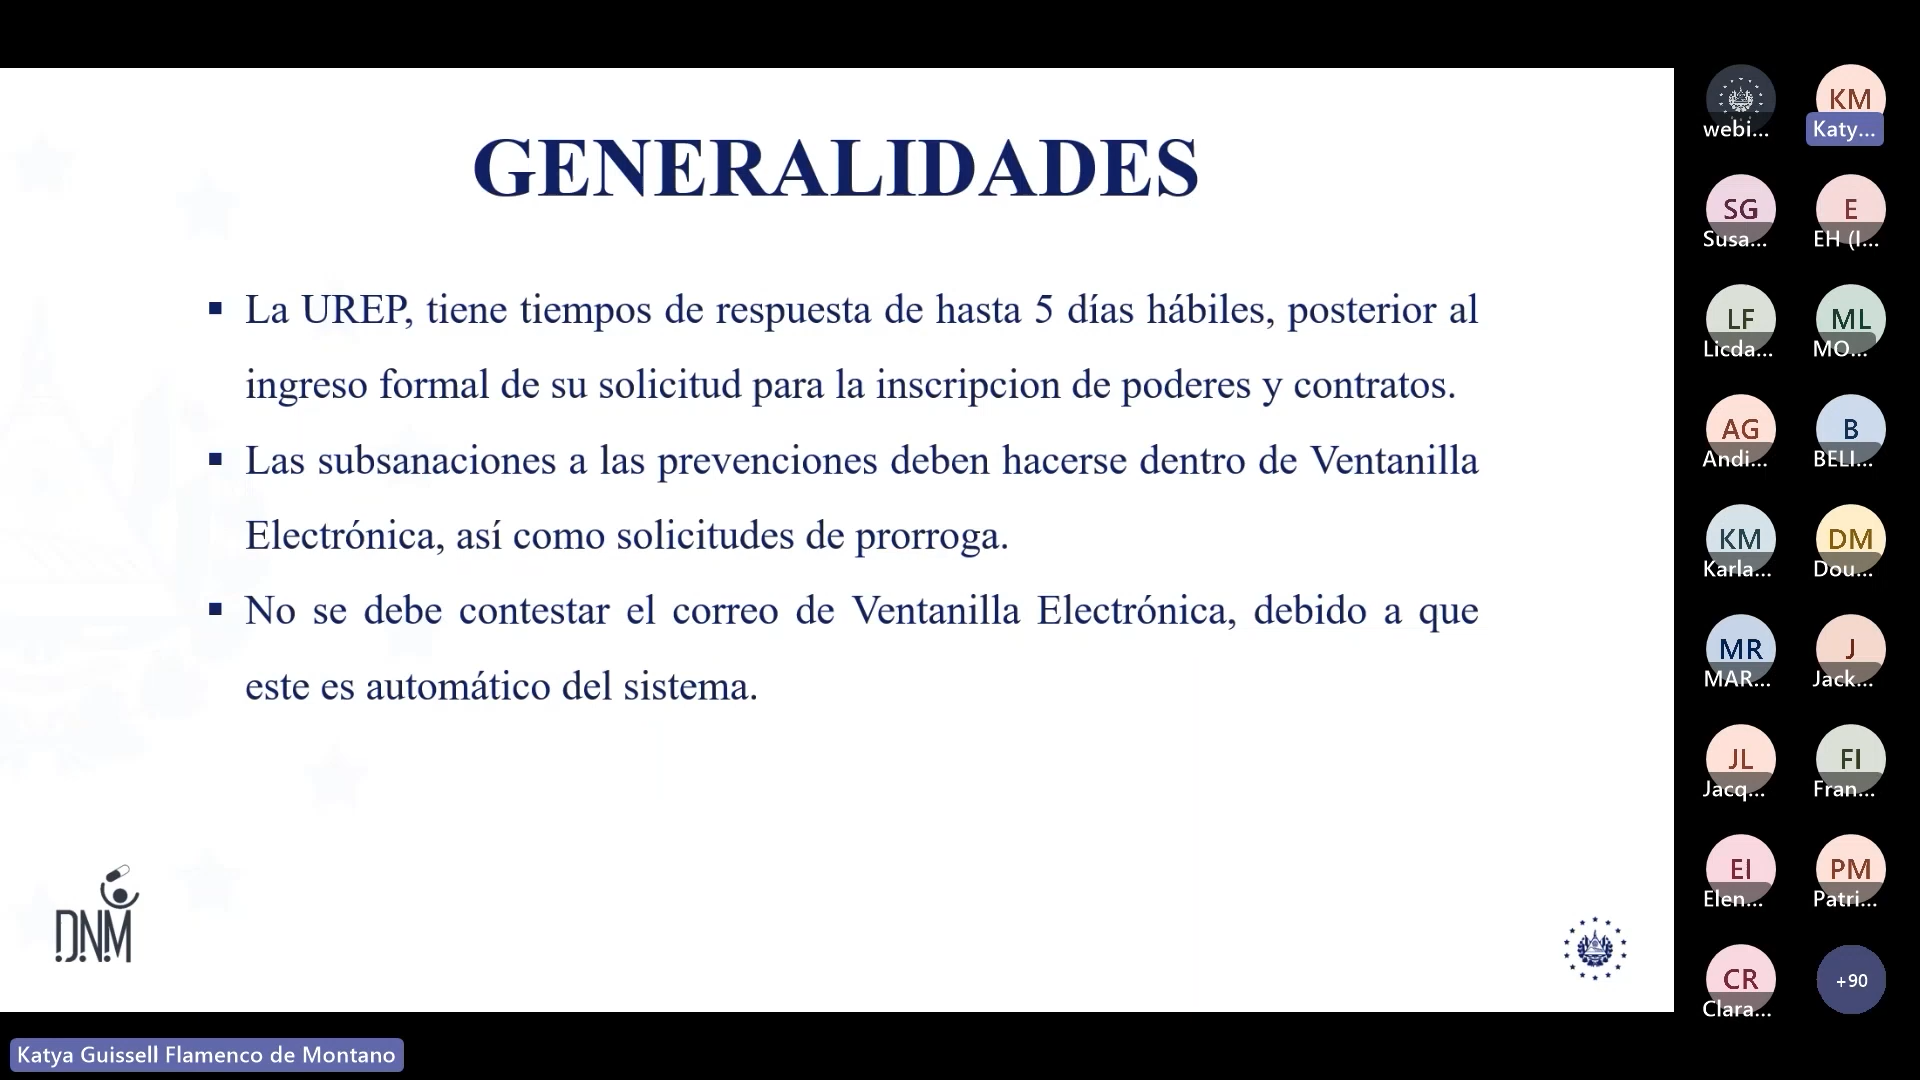 GENERALIDADES
▪ La UREP, tiene tiempos de respuesta de hasta 5 días hábiles, posterior al
ingreso formal de su solicitud para la inscripcion de poderes y contratos.
▪ Las subsanaciones a las prevenciones deben hacerse dentro de Ventanilla
Electrónica, así como solicitudes de prorroga.
▪ No se debe contestar el correo de Ventanilla Electrónica, debido a que
este es automático del sistema.
DNM
Katya Guissell Flamenco de Montano
webi...
KM
Katy...
SG
Susa...
E
EH (I...
LF
Licda...
ML
MO...
AG
Andi...
B
BELI...
KM
Karla...
DM
Dou...
MR
MAR...
J
Jack...
JL
Jacq...
FI
Fran...
EI
Elen...
PM
Patri...
CR
Clara...
+90